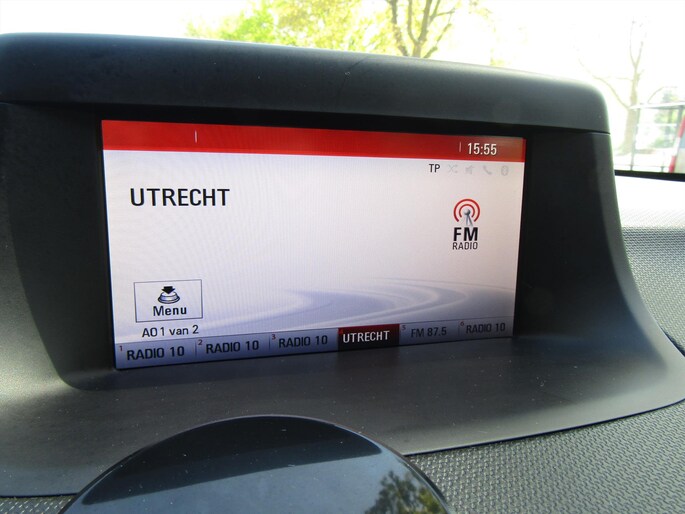 15:55
TP
UTRECHT
FM
RADIO
Menu
AO1 van 2
1 RADIO 10 2 RADIO 10 3 RADIO 10 UTRECHT 5 FM 87.5 6 RADIO 10